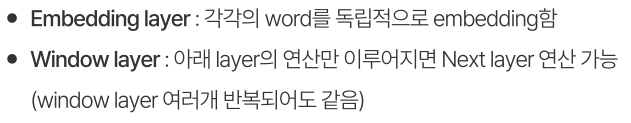 • Embedding layer : 각각의 word를 독립적으로 embedding함
• Window layer : 아래 layer의 연산만 이루어지면 Next layer 연산 가능
(window layer 여러개 반복되어도 같음)